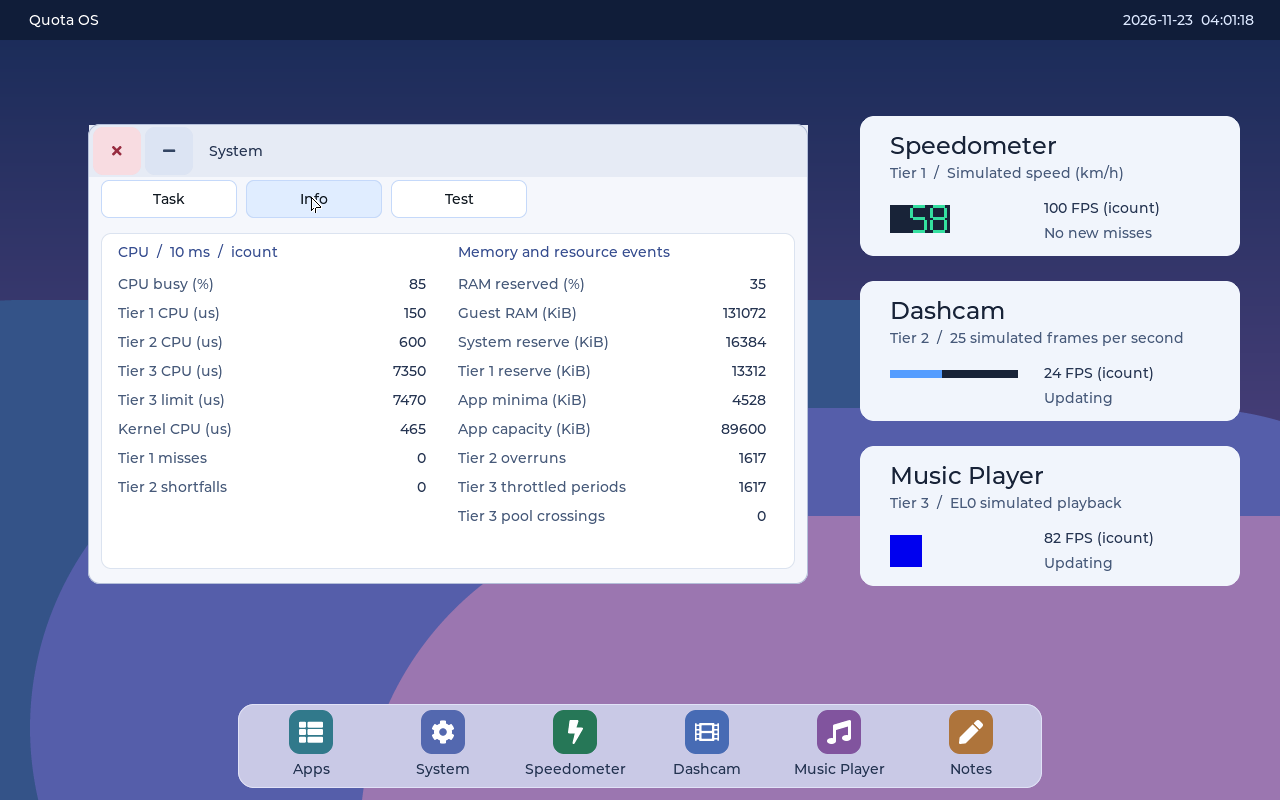 Quota OS
2026-11-23 04:01:18
System
Task
Info
Test
CPU / 10 ms / icount
CPU busy (%) 85
Tier 1 CPU (us) 150
Tier 2 CPU (us) 600
Tier 3 CPU (us) 7350
Tier 3 limit (us) 7470
Kernel CPU (us) 465
Tier 1 misses 0
Tier 2 shortfalls 0
Memory and resource events
RAM reserved (%) 35
Guest RAM (KiB) 131072
System reserve (KiB) 16384
Tier 1 reserve (KiB) 13312
App minima (KiB) 4528
App capacity (KiB) 89600
Tier 2 overruns 1617
Tier 3 throttled periods 1617
Tier 3 pool crossings 0
Speedometer
Tier 1 / Simulated speed (km/h)
58
100 FPS (icount)
No new misses
Dashcam
Tier 2 / 25 simulated frames per second
24 FPS (icount)
Updating
Music Player
Tier 3 / EL0 simulated playback
82 FPS (icount)
Updating
Apps
System
Speedometer
Dashcam
Music Player
Notes